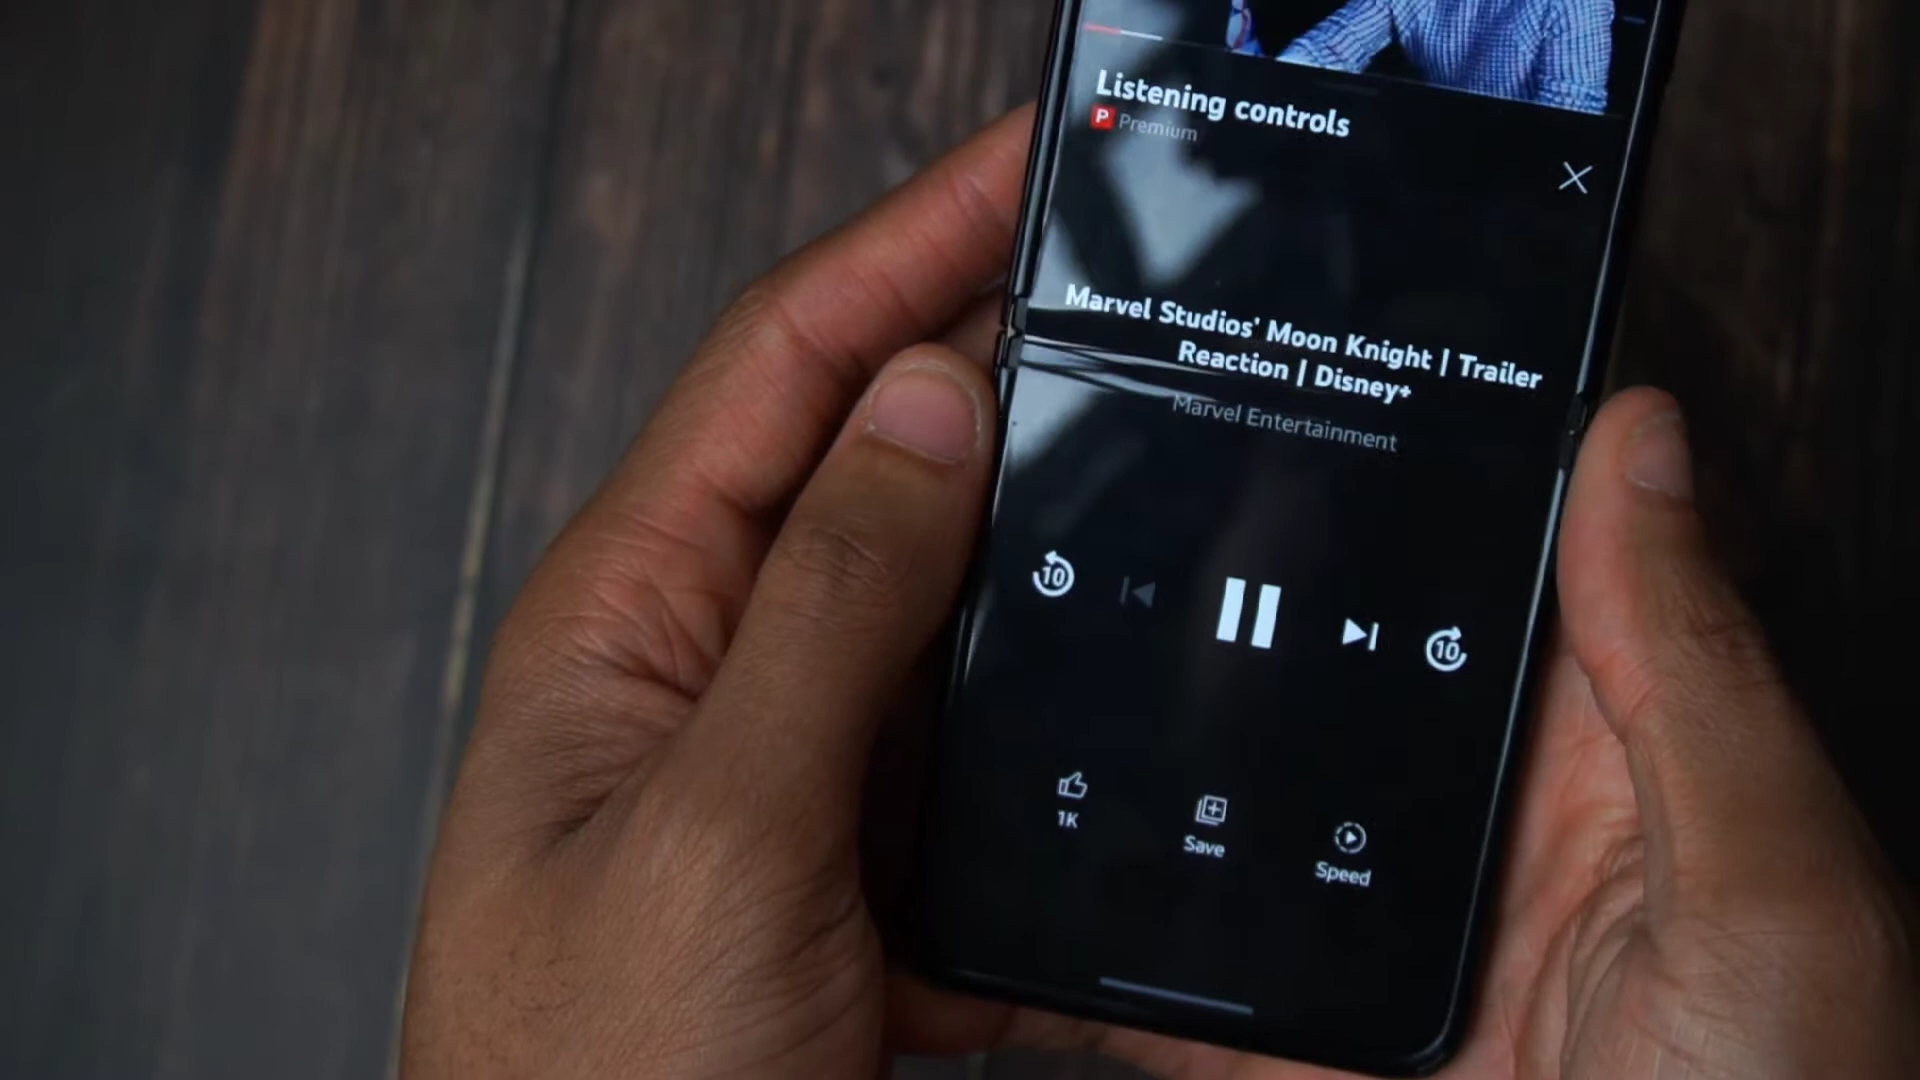 Listening controls
P Premium
Marvel Studios' Moon Knight | Trailer
Reaction | Disney+
Marvel Entertainment
10
10
1K
Save
Speed